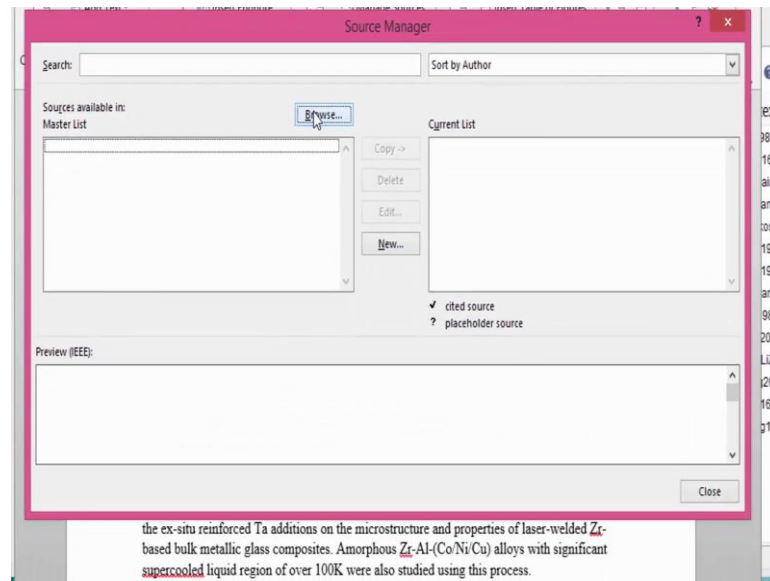 Source Manager
?
x
Search:
Sort by Author
Sources available in:
Master List
Browse...
Current List
Copy ->
Delete
Edit...
New...
✔ cited source
? placeholder source
Preview (IEEE):
Close
the ex-situ reinforced Ta additions on the microstructure and properties of laser-welded Zr-
based bulk metallic glass composites. Amorphous Zr-Al-(Co/Ni/Cu) alloys with significant
supercooled liquid region of over 100K were also studied using this process.